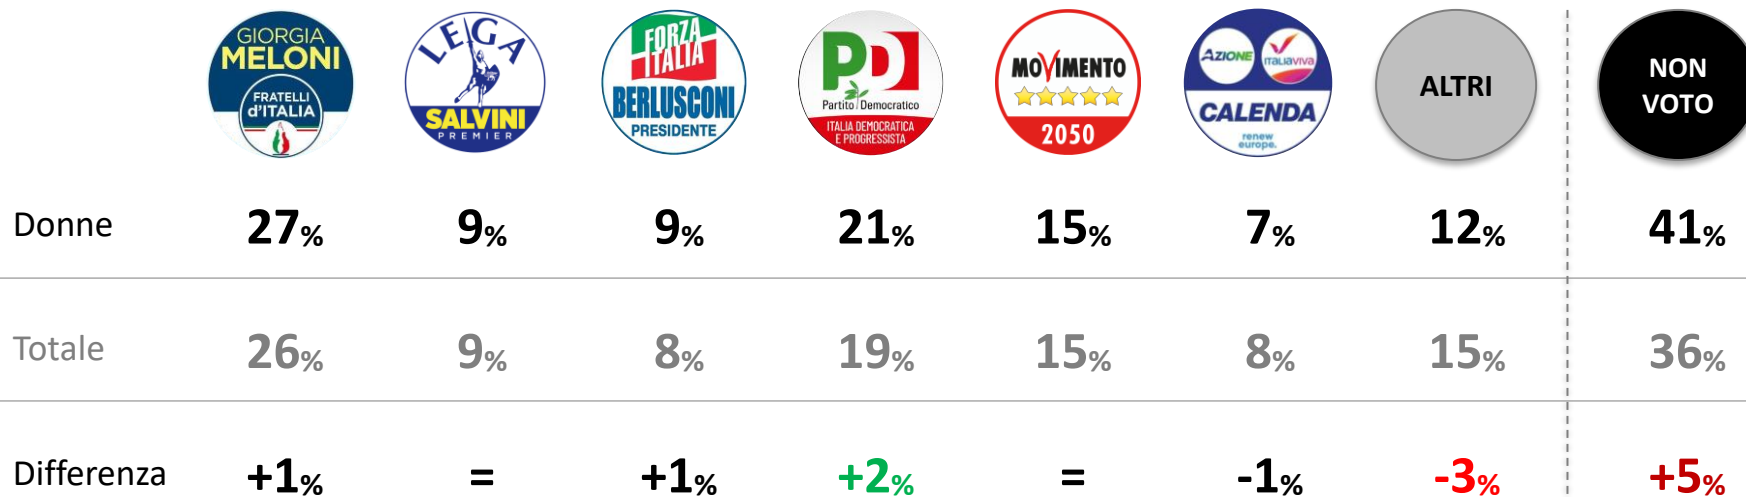 GIORGIA
MELONI
FRATELLI
d'ITALIA
LEGA
SALVINI
PREMIER
FORZA
ITALIA
BERLUSCONI
PRESIDENTE
PD
Partito Democratico
ITALIA DEMOCRATICA
E PROGRESSISTA
MOVIMENTO
2050
AZIONE
ITALIAVIVA
CALENDA
renew
europe.
ALTRI
NON
VOTO
Donne 27% 9% 9% 21% 15% 7% 12% 41%
Totale 26% 9% 8% 19% 15% 8% 15% 36%
Differenza +1% = +1% +2% = -1% -3% +5%